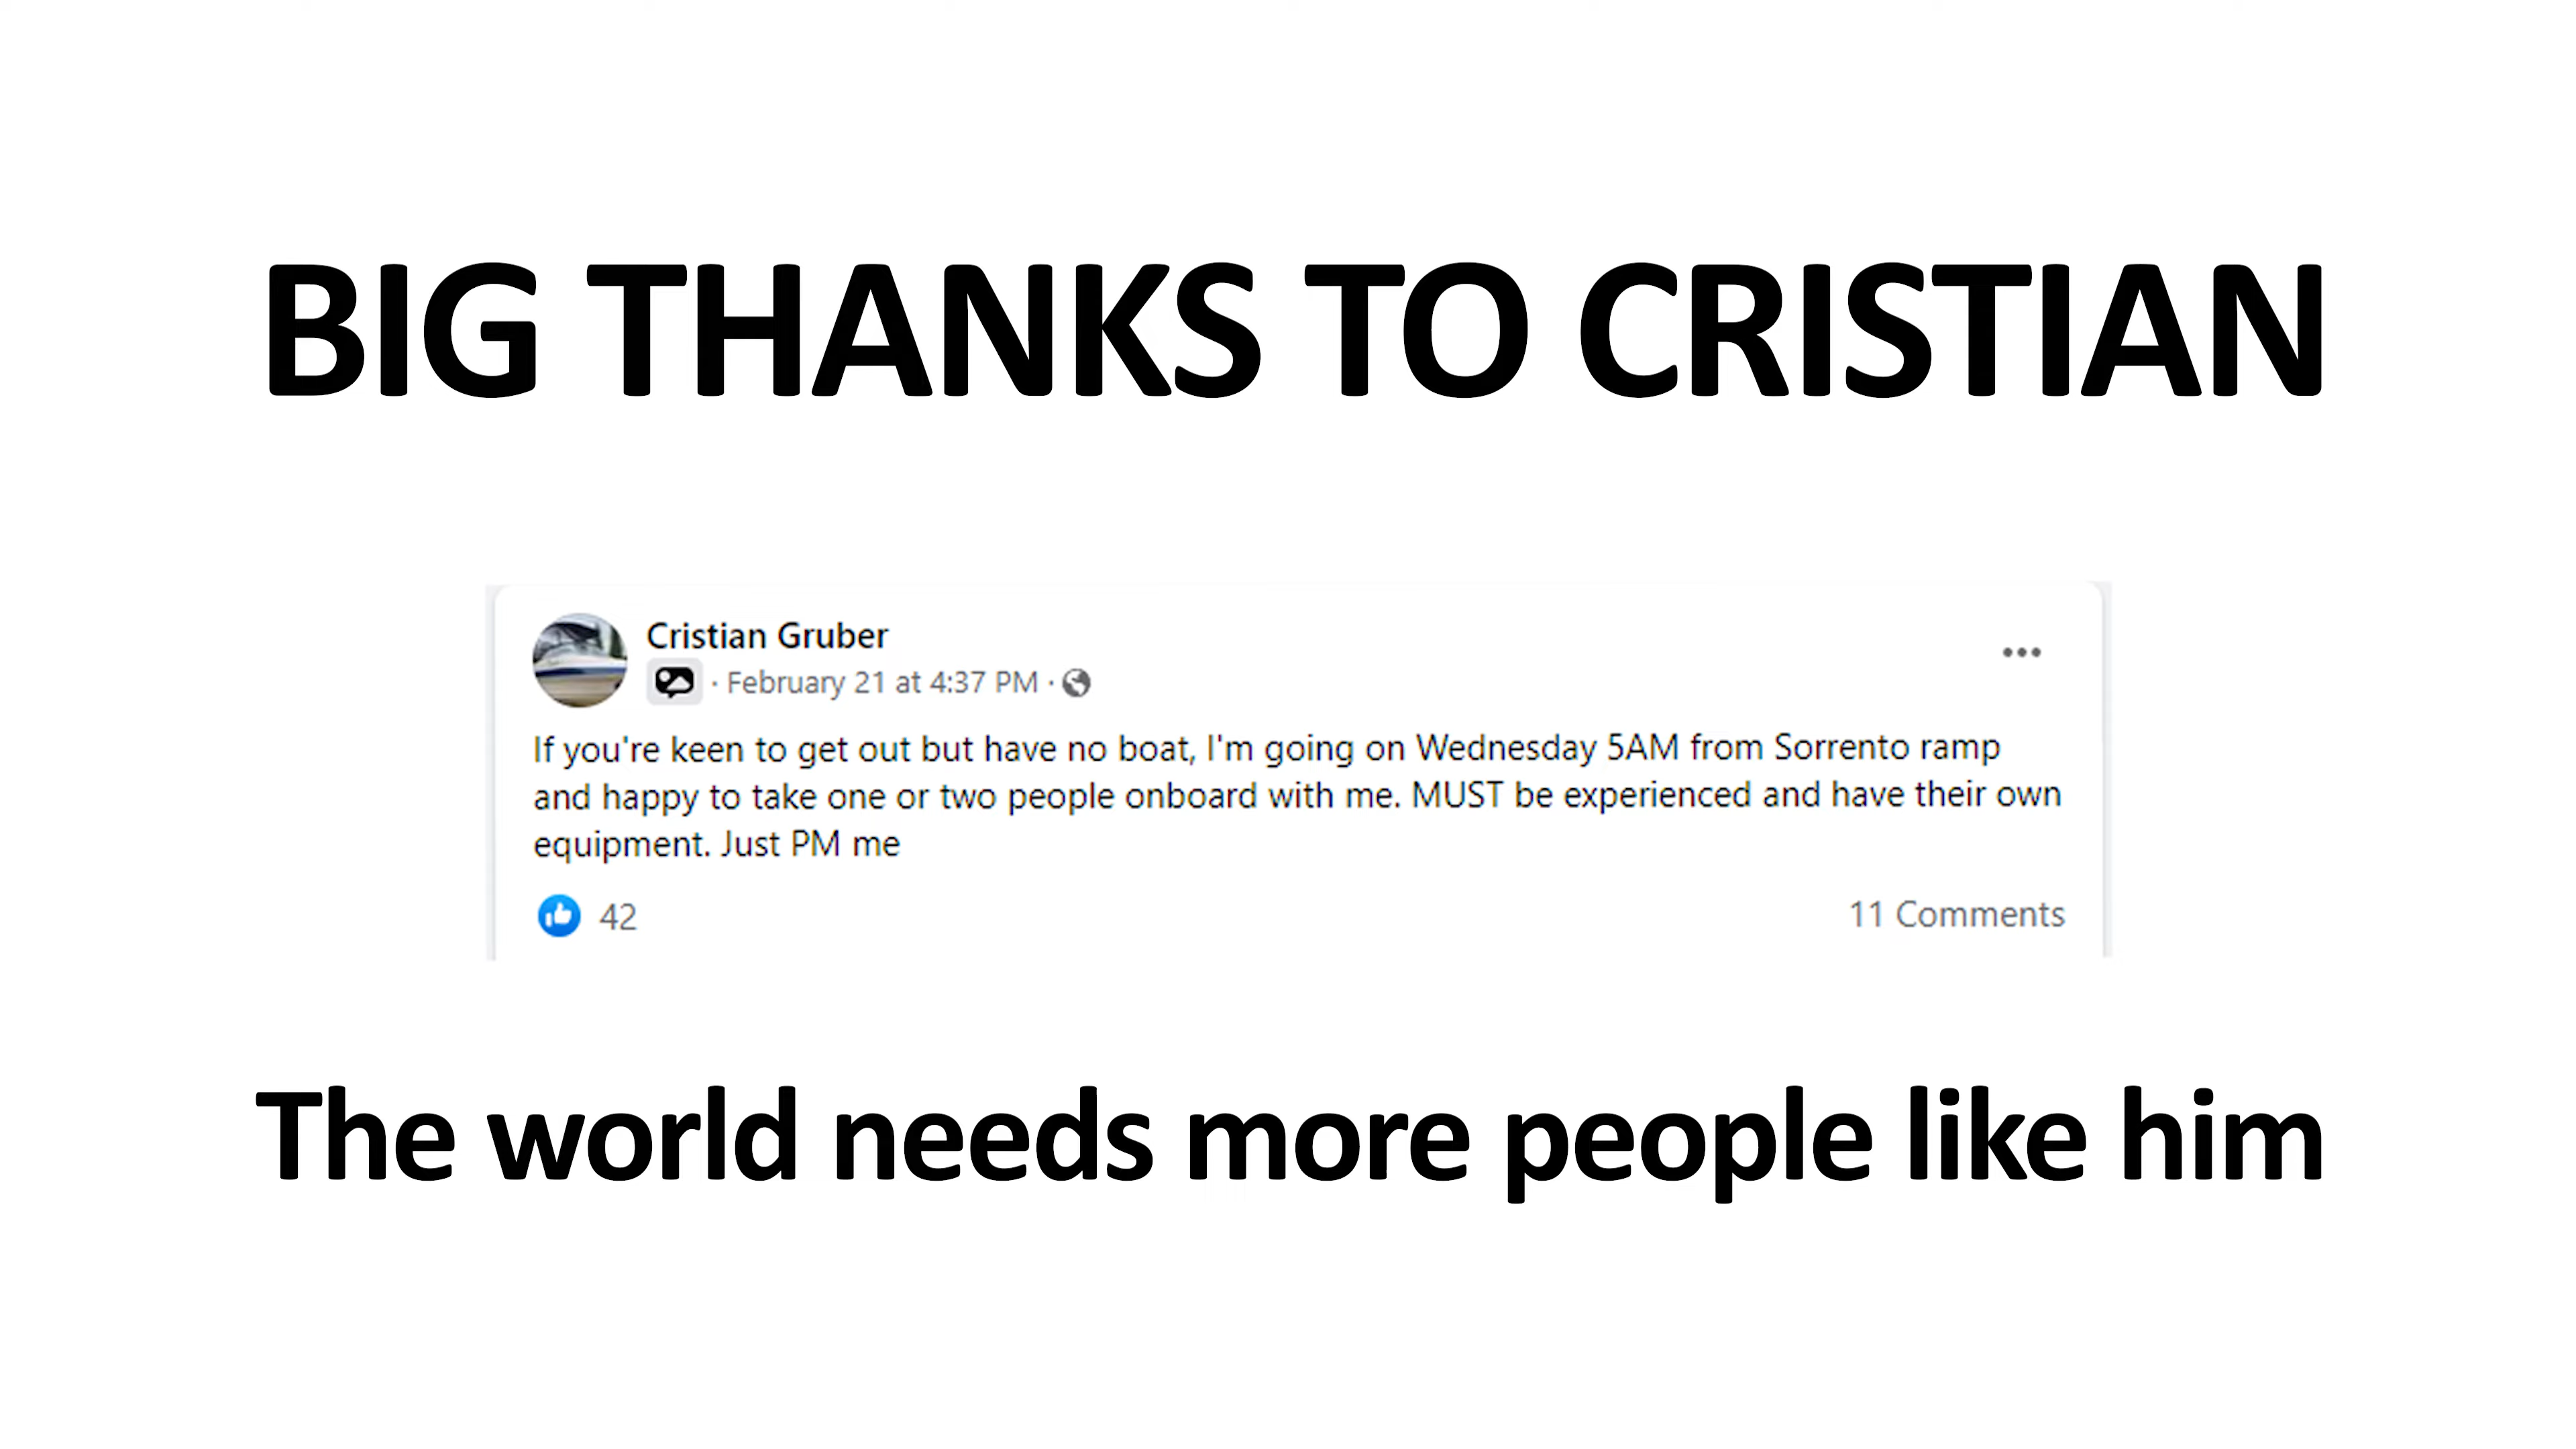 BIG THANKS TO CRISTIAN
Cristian Gruber
· February 21 at 4:37 PM ·
If you're keen to get out but have no boat, I'm going on Wednesday 5AM from Sorrento ramp
and happy to take one or two people onboard with me. MUST be experienced and have their own
equipment. Just PM me
42
11 Comments
The world needs more people like him